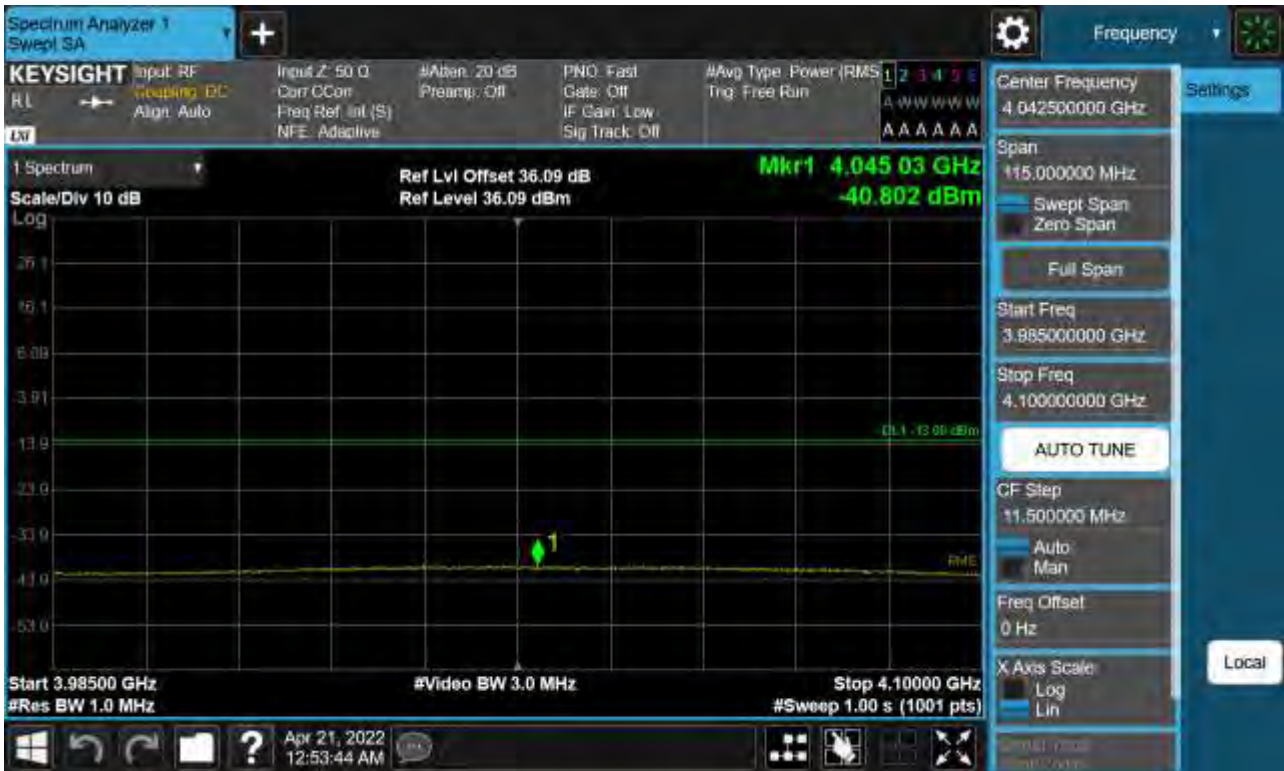 Spectrum Analyzer 1
Swept SA
+
Frequency
KEYSIGHT
RL
Input: RF
Coupling: DC
Align: Auto
Input Z: 50 Ω
Corr CCorr
Freq Ref: Int (S)
NFE: Adaptive
#Atten: 20 dB
Preamp: Off
PNO: Fast
Gate: Off
IF Gain: Low
Sig Track: Off
#Avg Type: Power (RMS
Trig: Free Run
1 2 3 4 5 6
A W W W W W
A A A A A A
1 Spectrum
Scale/Div 10 dB
Log
Ref Lvl Offset 36.09 dB
Ref Level 36.09 dBm
Mkr1 4.045 03 GHz
-40.802 dBm
26.1
16.1
6.09
-3.91
-13.9
-23.9
-33.9
-43.9
-53.9
DL1 -13.00 dBm
1
Start 3.98500 GHz
#Res BW 1.0 MHz
#Video BW 3.0 MHz
Stop 4.10000 GHz
#Sweep 1.00 s (1001 pts)
Center Frequency
4.042500000 GHz
Settings
Span
115.000000 MHz
Swept Span
Zero Span
Full Span
Start Freq
3.985000000 GHz
Stop Freq
4.100000000 GHz
AUTO TUNE
CF Step
11.500000 MHz
Auto
Man
Freq Offset
0 Hz
X Axis Scale
Log
Lin
Local
?
Apr 21, 2022
12:53:44 AM